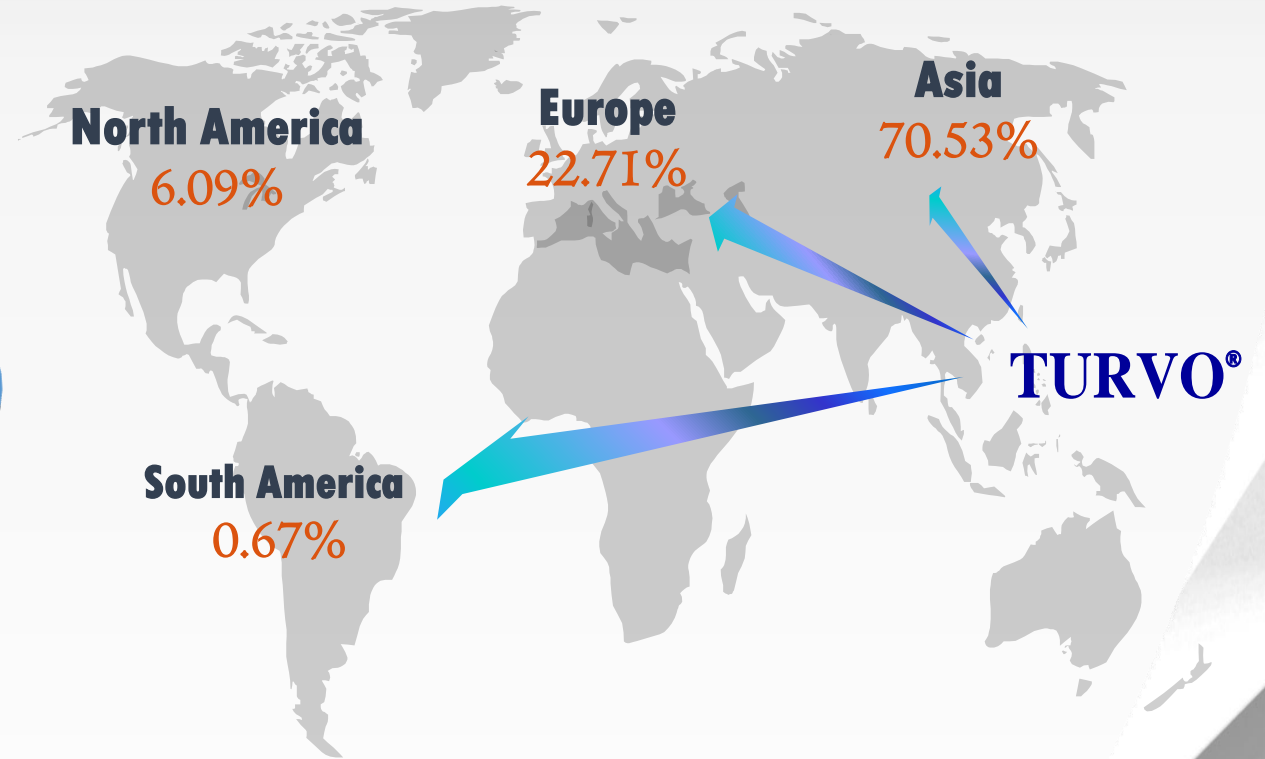 Asia
70.53%
Europe
22.71%
North America
6.09%
TURVO®
South America
0.67%